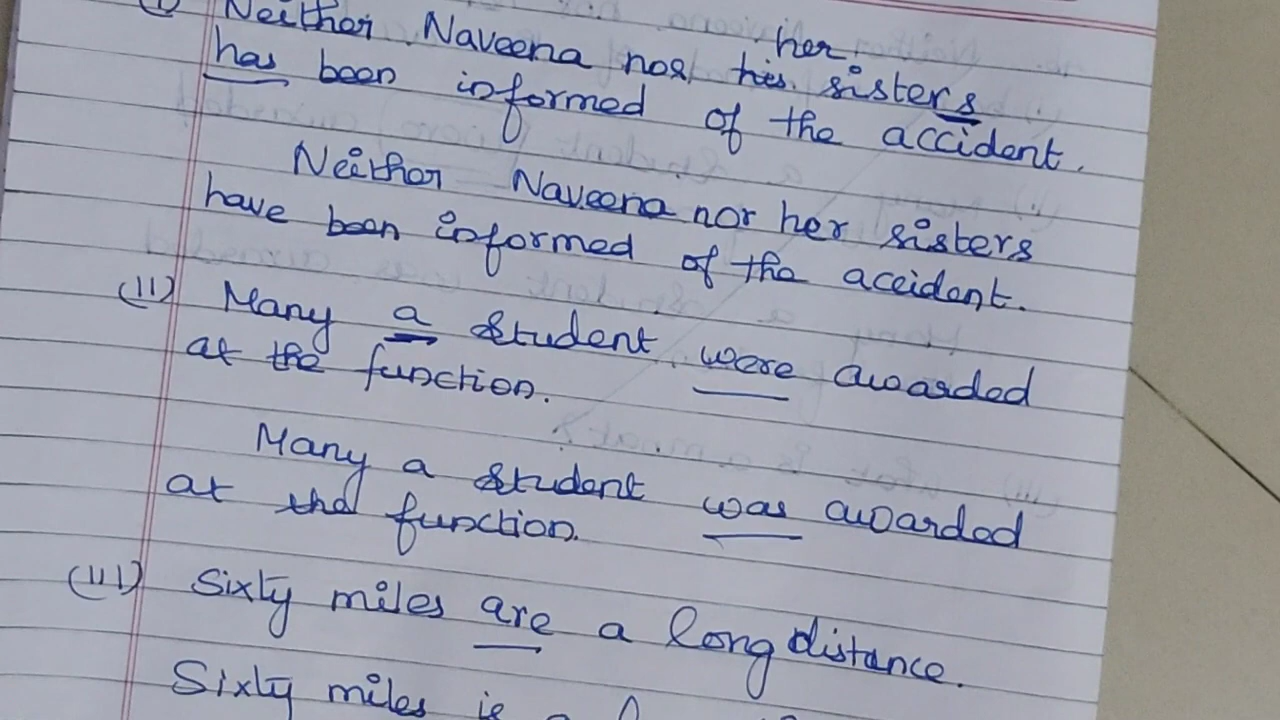 (i) Neither Naveena nor his her sisters
has been informed of the accident.
Neither Naveena nor her sisters
have been informed of the accident.
(II) Many a student were awarded
at the function.
Many a student was awarded
at the function.
(III) Sixty miles are a long distance.
Sixty miles is a